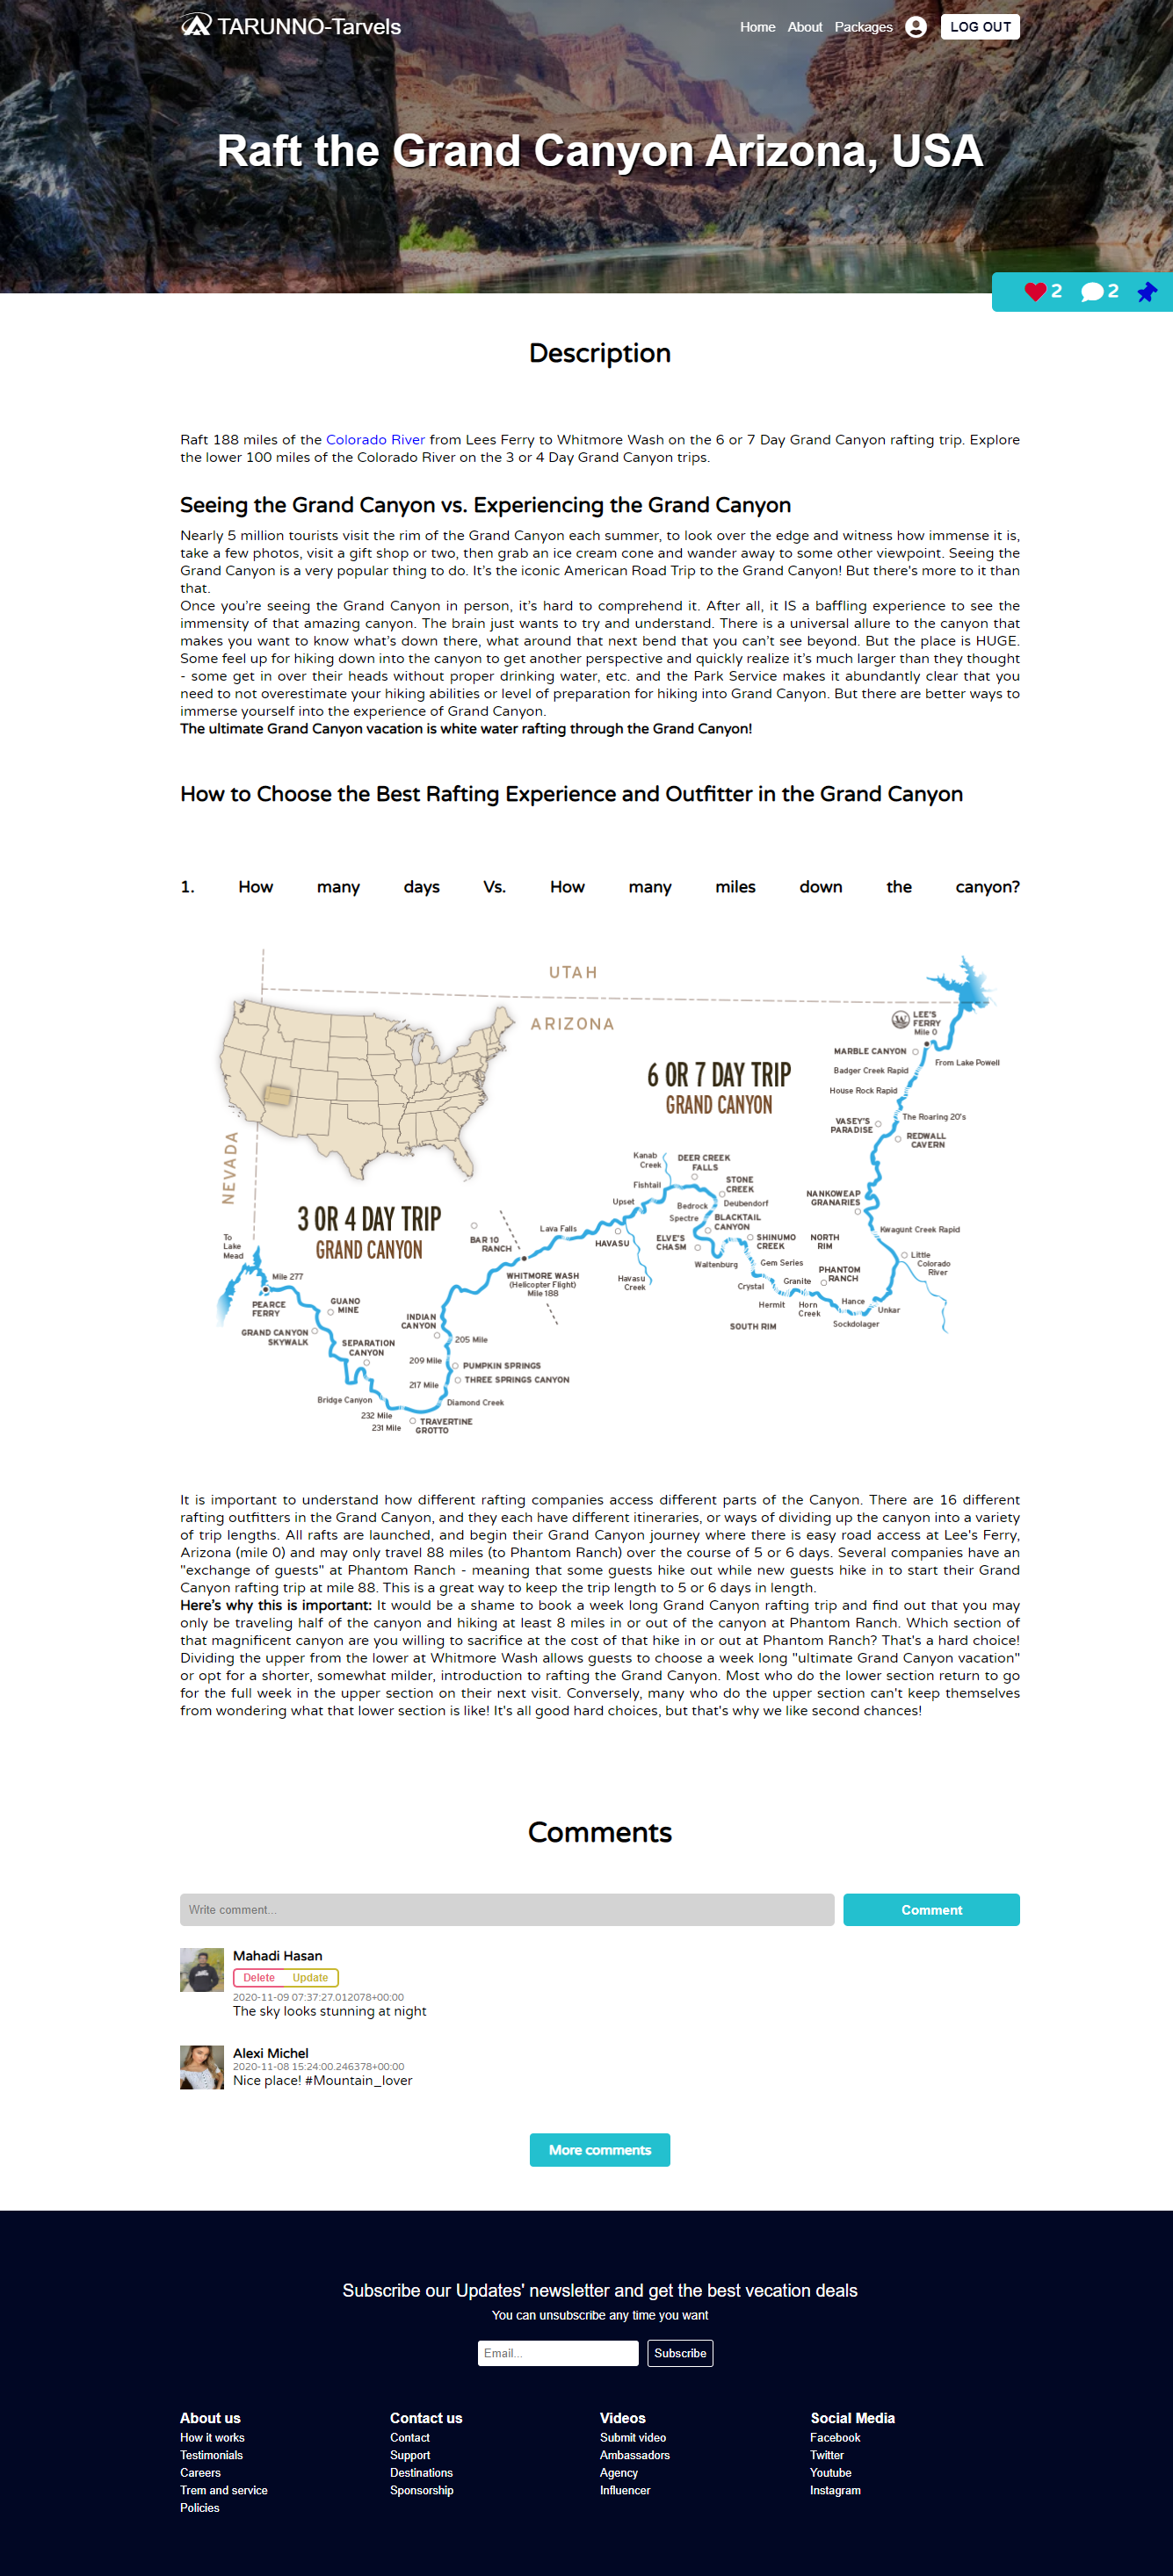 TARUNNO-Tarvels
Home About Packages LOG OUT
Raft the Grand Canyon Arizona, USA
2 2
Description
Raft 188 miles of the Colorado River from Lees Ferry to Whitmore Wash on the 6 or 7 Day Grand Canyon rafting trip. Explore
the lower 100 miles of the Colorado River on the 3 or 4 Day Grand Canyon trips.
Seeing the Grand Canyon vs. Experiencing the Grand Canyon
Nearly 5 million tourists visit the rim of the Grand Canyon each summer, to look over the edge and witness how immense it is,
take a few photos, visit a gift shop or two, then grab an ice cream cone and wander away to some other viewpoint. Seeing the
Grand Canyon is a very popular thing to do. It’s the iconic American Road Trip to the Grand Canyon! But there's more to it than
that.
Once you’re seeing the Grand Canyon in person, it’s hard to comprehend it. After all, it IS a baffling experience to see the
immensity of that amazing canyon. The brain just wants to try and understand. There is a universal allure to the canyon that
makes you want to know what’s down there, what around that next bend that you can’t see beyond. But the place is HUGE.
Some feel up for hiking down into the canyon to get another perspective and quickly realize it’s much larger than they thought
- some get in over their heads without proper drinking water, etc. and the Park Service makes it abundantly clear that you
need to not overestimate your hiking abilities or level of preparation for hiking into Grand Canyon. But there are better ways to
immerse yourself into the experience of Grand Canyon.
The ultimate Grand Canyon vacation is white water rafting through the Grand Canyon!
How to Choose the Best Rafting Experience and Outfitter in the Grand Canyon
1. How many days Vs. How many miles down the canyon?
UTAH
ARIZONA
NEVADA
LEE'S
FERRY
Mile 0
MARBLE CANYON
From Lake Powell
Badger Creek Rapid
House Rock Rapid
6 OR 7 DAY TRIP
GRAND CANYON
The Roaring 20's
VASEY'S
PARADISE
REDWALL
CAVERN
Kanab
Creek
DEER CREEK
FALLS
Fishtail
STONE
CREEK
NANKOWEAP
GRANARIES
Upset
Bedrock
Deubendorf
3 OR 4 DAY TRIP
GRAND CANYON
Spectre
BLACKTAIL
CANYON
Lava Falls
Kwagunt Creek Rapid
BAR 10
RANCH
HAVASU
ELVE'S
CHASM
SHINUMO
CREEK
NORTH
RIM
To
Lake
Mead
Little
Colorado
River
Waltenburg
Gem Series
PHANTOM
RANCH
Mile 277
WHITMORE WASH
(Helicopter Flight)
Mile 188
Havasu
Creek
Crystal
Granite
PEARCE
FERRY
GUANO
MINE
Hermit
Horn
Creek
Hance
Unkar
Sockdolager
INDIAN
CANYON
SOUTH RIM
GRAND CANYON
SKYWALK
SEPARATION
CANYON
205 Mile
209 Mile
PUMPKIN SPRINGS
THREE SPRINGS CANYON
217 Mile
Bridge Canyon
Diamond Creek
232 Mile
231 Mile
TRAVERTINE
GROTTO
It is important to understand how different rafting companies access different parts of the Canyon. There are 16 different
rafting outfitters in the Grand Canyon, and they each have different itineraries, or ways of dividing up the canyon into a variety
of trip lengths. All rafts are launched, and begin their Grand Canyon journey where there is easy road access at Lee's Ferry,
Arizona (mile 0) and may only travel 88 miles (to Phantom Ranch) over the course of 5 or 6 days. Several companies have an
"exchange of guests" at Phantom Ranch - meaning that some guests hike out while new guests hike in to start their Grand
Canyon rafting trip at mile 88. This is a great way to keep the trip length to 5 or 6 days in length.
Here’s why this is important: It would be a shame to book a week long Grand Canyon rafting trip and find out that you may
only be traveling half of the canyon and hiking at least 8 miles in or out of the canyon at Phantom Ranch. Which section of
that magnificent canyon are you willing to sacrifice at the cost of that hike in or out at Phantom Ranch? That's a hard choice!
Dividing the upper from the lower at Whitmore Wash allows guests to choose a week long "ultimate Grand Canyon vacation"
or opt for a shorter, somewhat milder, introduction to rafting the Grand Canyon. Most who do the lower section return to go
for the full week in the upper section on their next visit. Conversely, many who do the upper section can't keep themselves
from wondering what that lower section is like! It's all good hard choices, but that's why we like second chances!
Comments
Write comment... Comment
Mahadi Hasan
Delete Update
2020-11-09 07:37:27.012078+00:00
The sky looks stunning at night
Alexi Michel
2020-11-08 15:24:00.246378+00:00
Nice place! #Mountain_lover
More comments
Subscribe our Updates' newsletter and get the best vecation deals
You can unsubscribe any time you want
Email... Subscribe
About us Contact us Videos Social Media
How it works Contact Submit video Facebook
Testimonials Support Ambassadors Twitter
Careers Destinations Agency Youtube
Trem and service Sponsorship Influencer Instagram
Policies